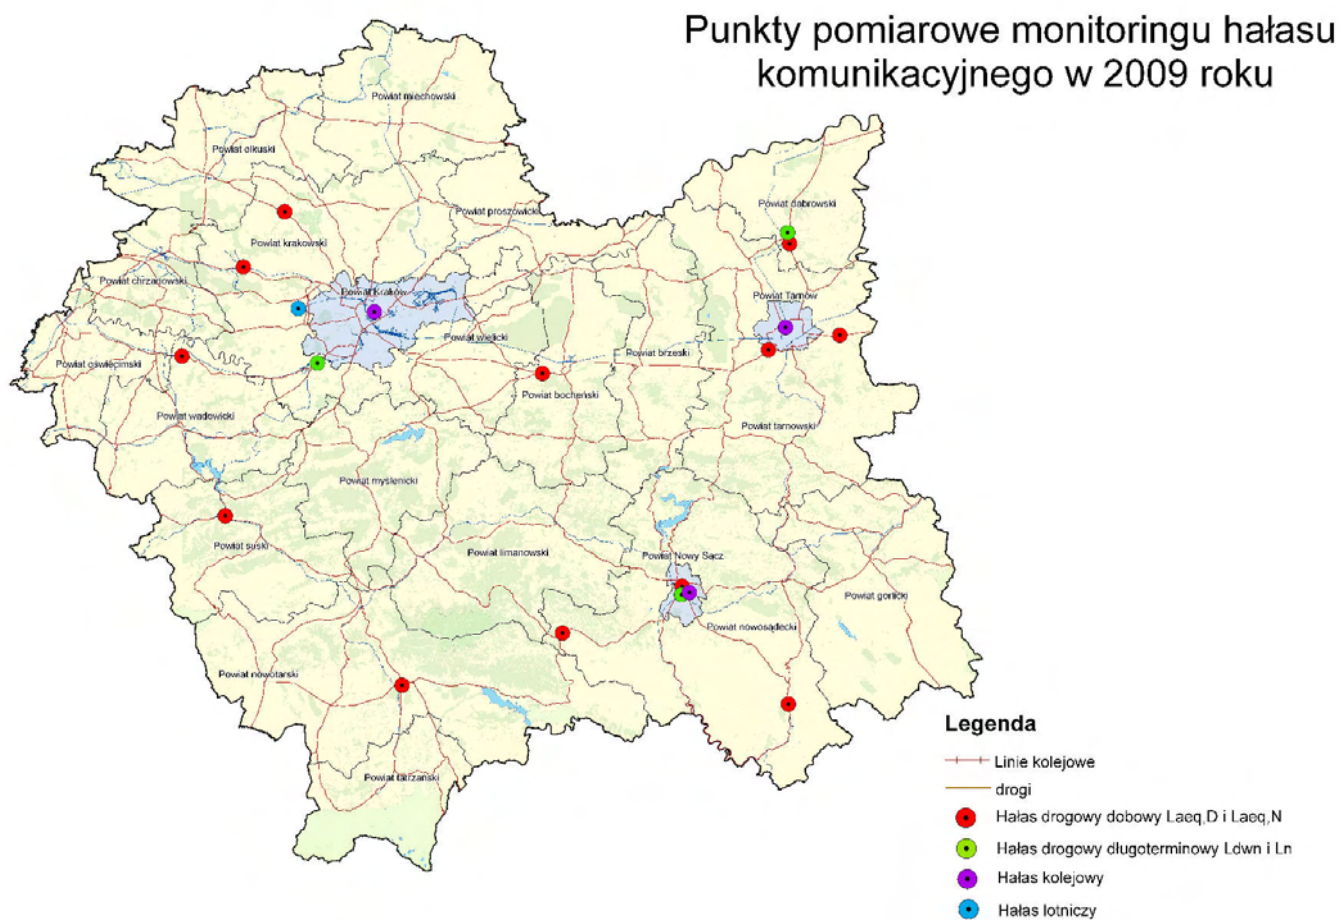 Punkty pomiarowe monitoringu hałasu
komunikacyjnego w 2009 roku
Powiat miechowski
Powiat olkuski
Powiat proszowicki
Powiat dąbrowski
Powiat krakowski
Powiat chrzanowski
Powiat Kraków
Powiat Tarnów
Powiat wielicki
Powiat brzeski
Powiat oświęcimski
Powiat bocheński
Powiat wadowicki
Powiat tarnowski
Powiat myślenicki
Powiat suski
Powiat limanowski
Powiat Nowy Sącz
Powiat gorlicki
Powiat nowosądecki
Powiat nowotarski
Powiat tatrzański
Legenda
Linie kolejowe
drogi
Hałas drogowy dobowy Laeq,D i Laeq,N
Hałas drogowy długoterminowy Ldwn i Ln
Hałas kolejowy
Hałas lotniczy